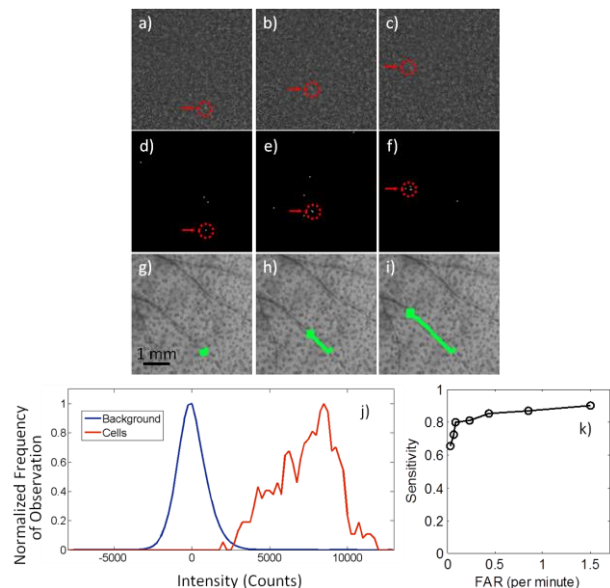 a)
b)
c)
d)
e)
f)
g)
h)
i)
1 mm
Normalized Frequency
of Observation
1
0.8
0.6
0.4
0.2
0
Background
Cells
j)
-5000
0
5000
10000
Intensity (Counts)
Sensitivity
1
0.8
0.6
0.4
0.2
0
k)
0
0.5
1
1.5
FAR (per minute)